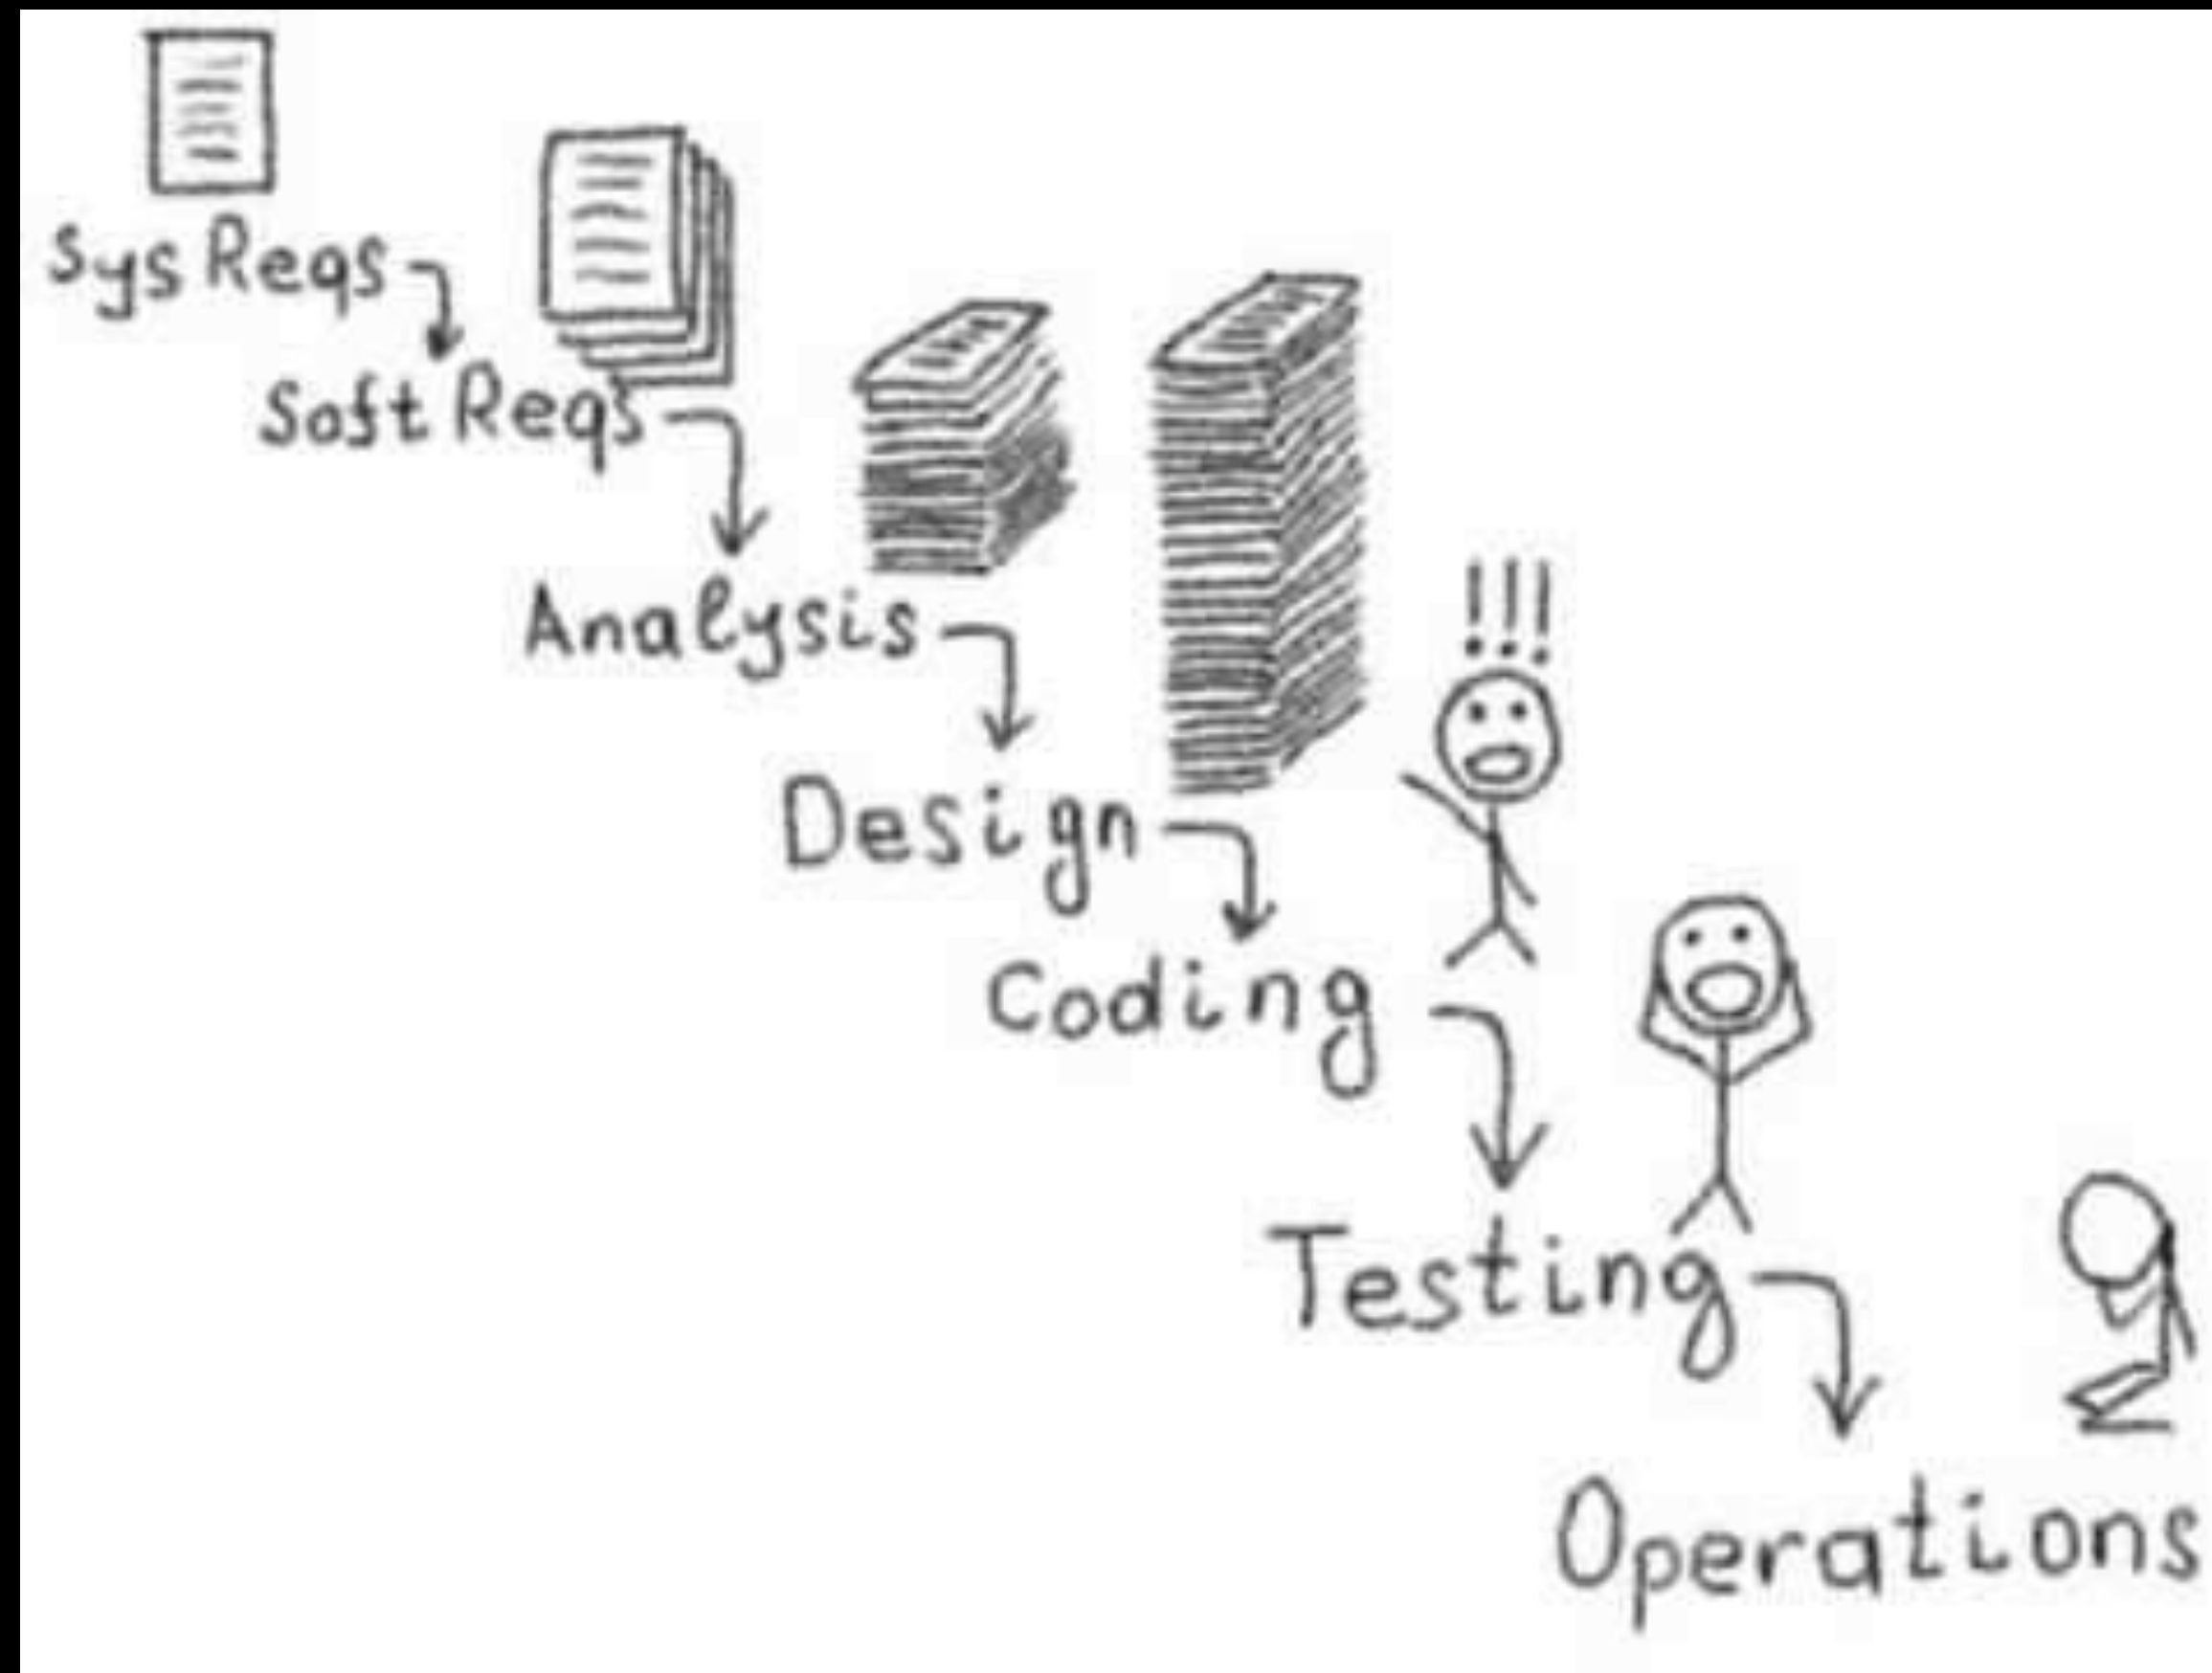 Sys Reqs
Soft Reqs
Analysis
Design
!!!
Coding
Testing
Operations